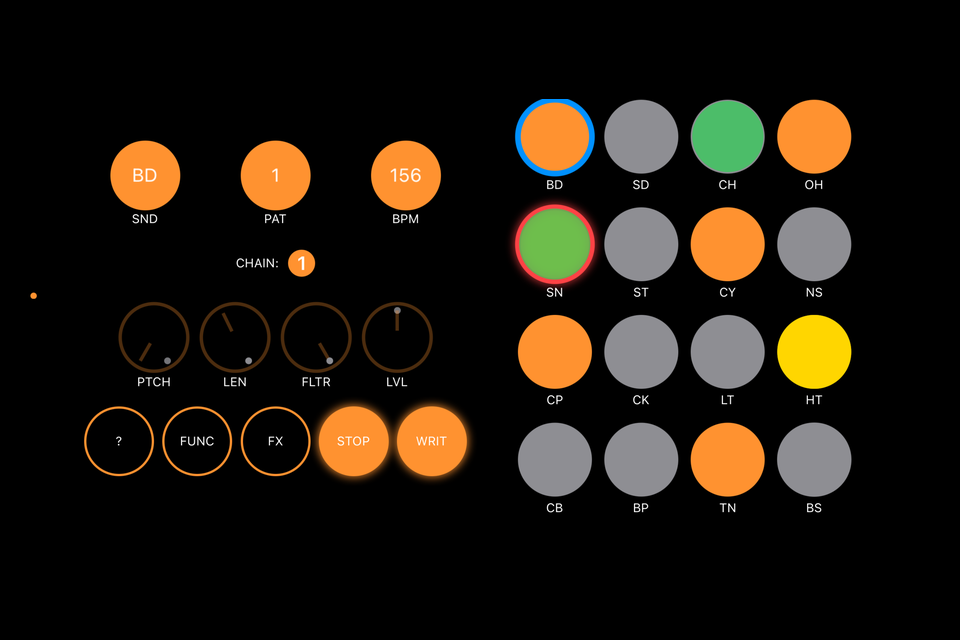 BD
SND
1
PAT
156
BPM
CHAIN: 1
PTCH
LEN
FLTR
LVL
?
FUNC
FX
STOP
WRIT
BD
SD
CH
OH
SN
ST
CY
NS
CP
CK
LT
HT
CB
BP
TN
BS